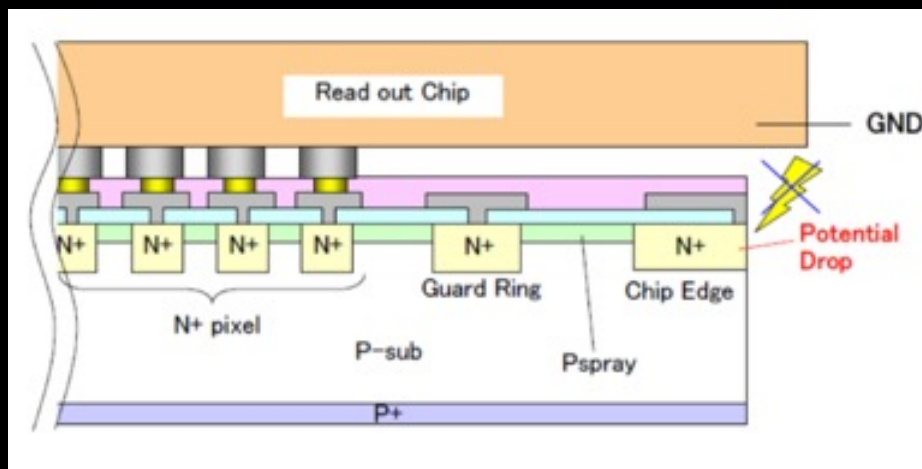 Read out Chip
GND
N+ N+ N+ N+ N+ N+
Potential
Drop
Guard Ring
Chip Edge
N+ pixel
P-sub
Pspray
P+